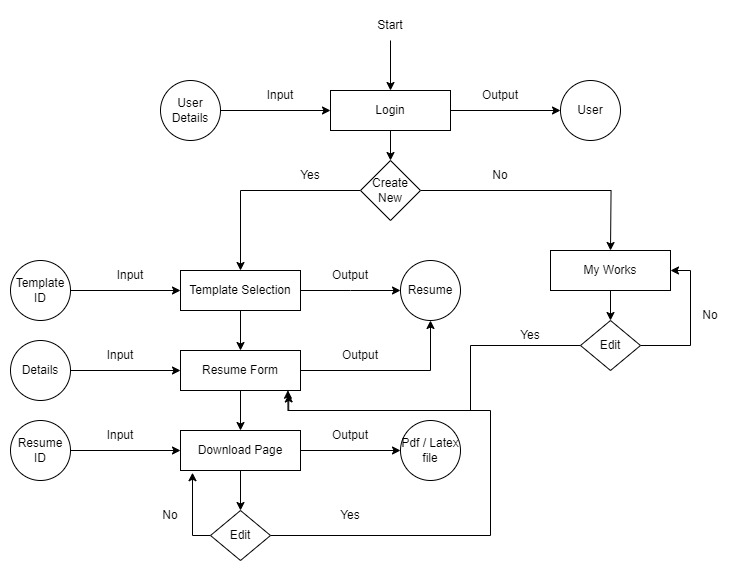 Start
User
Details
Input
Login
Output
User
Yes
Create
New
No
Template
ID
Input
Template Selection
Output
Resume
My Works
No
Details
Input
Resume Form
Output
Yes
Edit
Resume
ID
Input
Download Page
Output
Pdf / Latex
file
No
Edit
Yes